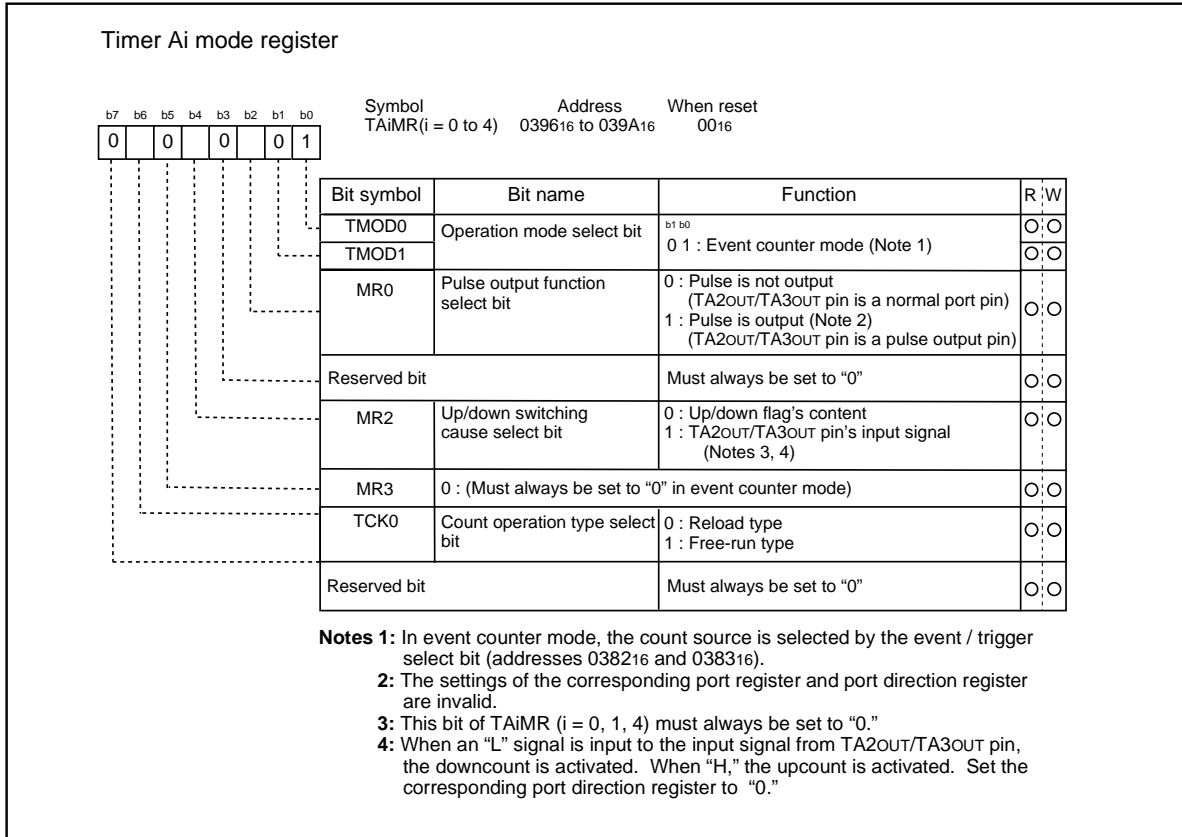 Timer Ai mode register
Symbol Address When reset
TAiMR(i = 0 to 4) 039616 to 039A16 0016
b7 b6 b5 b4 b3 b2 b1 b0
0 0 0 0 1
Bit symbol Bit name Function R W
TMOD0 Operation mode select bit b1 b0
0 1 : Event counter mode (Note 1)
TMOD1
MR0 Pulse output function select bit
0 : Pulse is not output
(TA2OUT/TA3OUT pin is a normal port pin)
1 : Pulse is output (Note 2)
(TA2OUT/TA3OUT pin is a pulse output pin)
Reserved bit Must always be set to “0”
MR2 Up/down switching cause select bit
0 : Up/down flag's content
1 : TA2OUT/TA3OUT pin's input signal
(Notes 3, 4)
MR3 0 : (Must always be set to “0” in event counter mode)
TCK0 Count operation type select bit
0 : Reload type
1 : Free-run type
Reserved bit Must always be set to “0”
Notes 1: In event counter mode, the count source is selected by the event / trigger
select bit (addresses 038216 and 038316).
2: The settings of the corresponding port register and port direction register
are invalid.
3: This bit of TAiMR (i = 0, 1, 4) must always be set to “0.”
4: When an “L” signal is input to the input signal from TA2OUT/TA3OUT pin,
the downcount is activated. When “H,” the upcount is activated. Set the
corresponding port direction register to “0.”